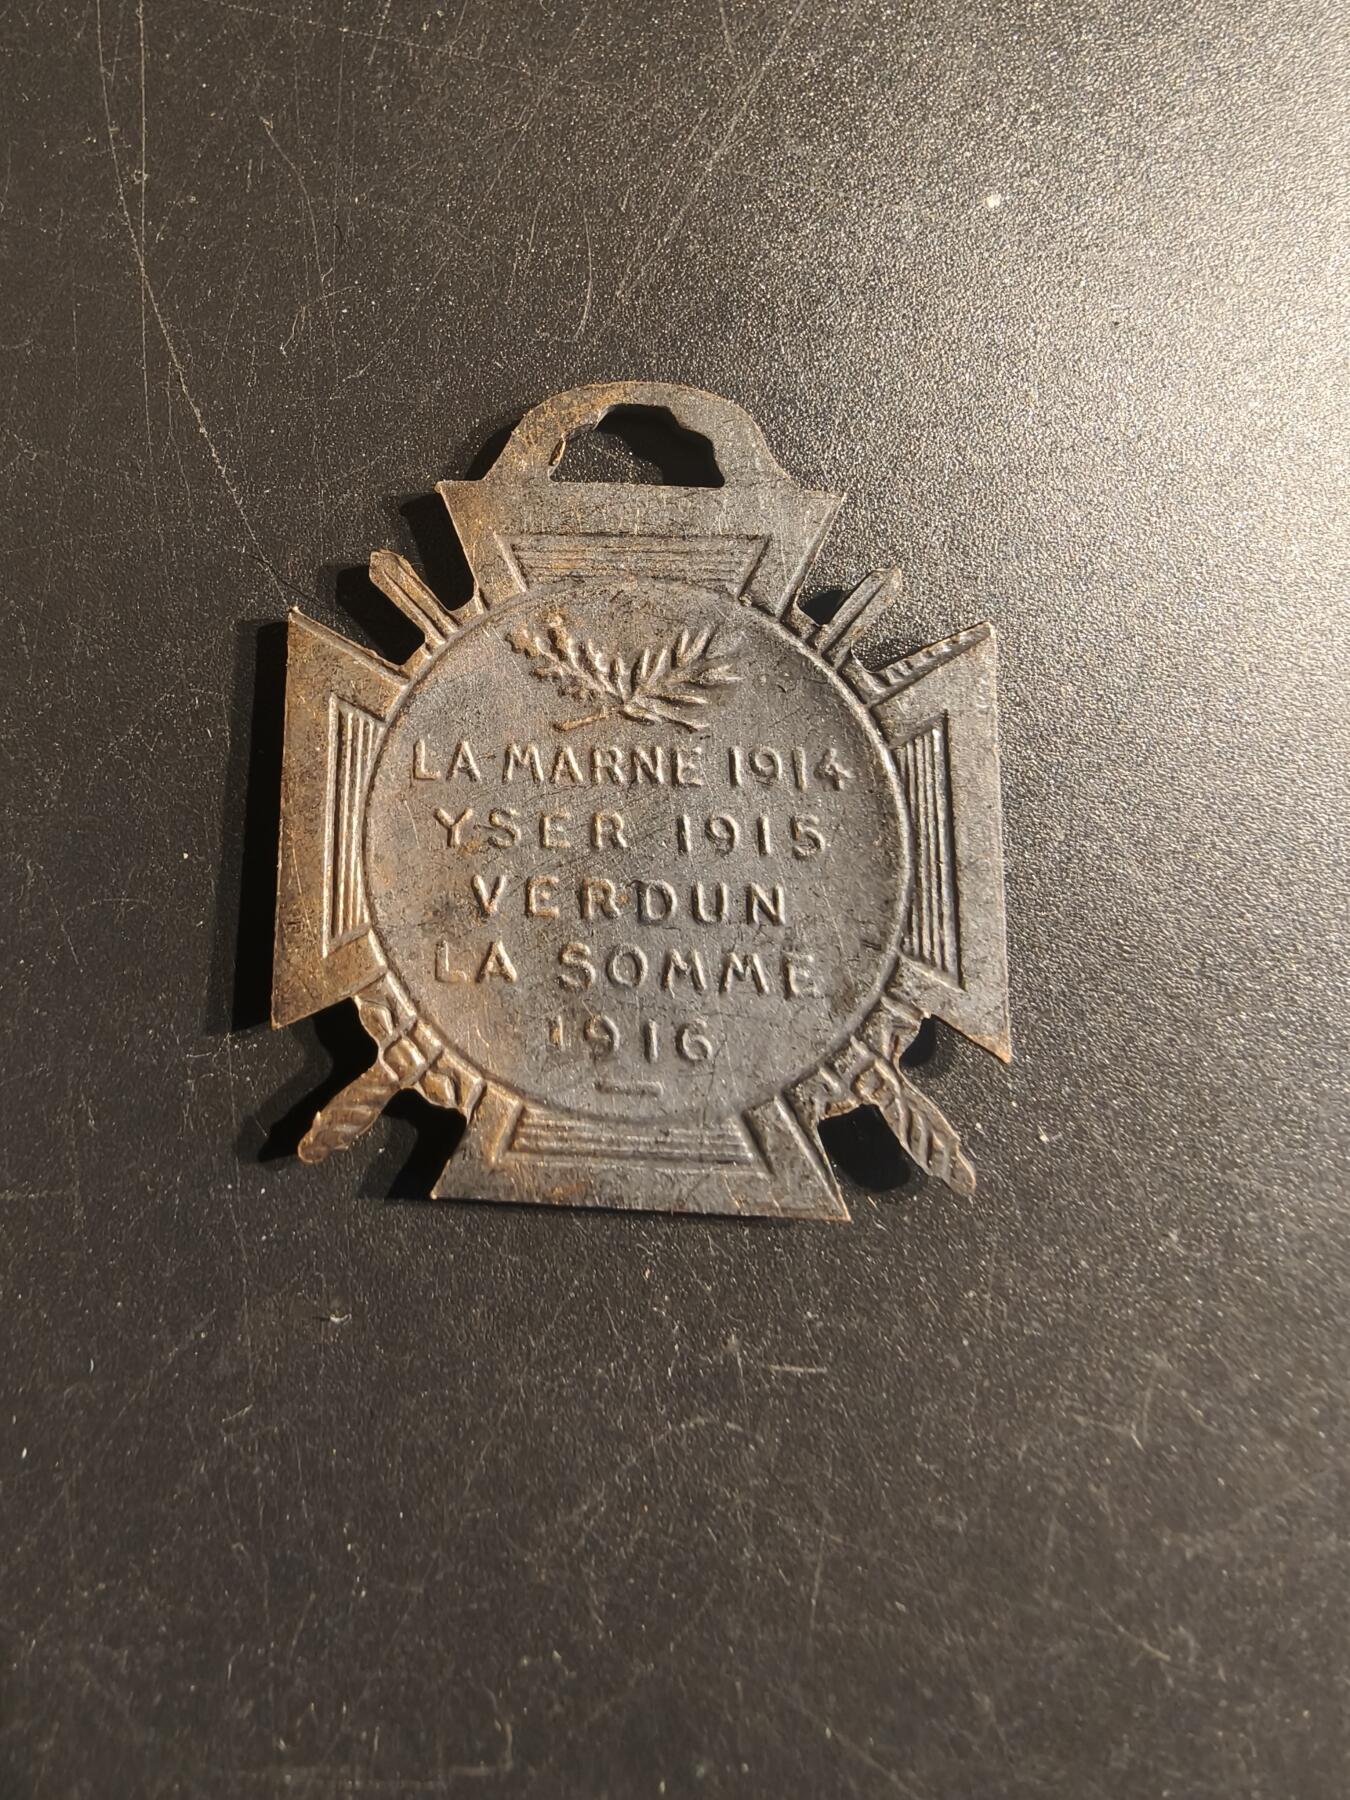 LA MARNE 1914
YSER 1915
VERDUN
LA SOMME
1916